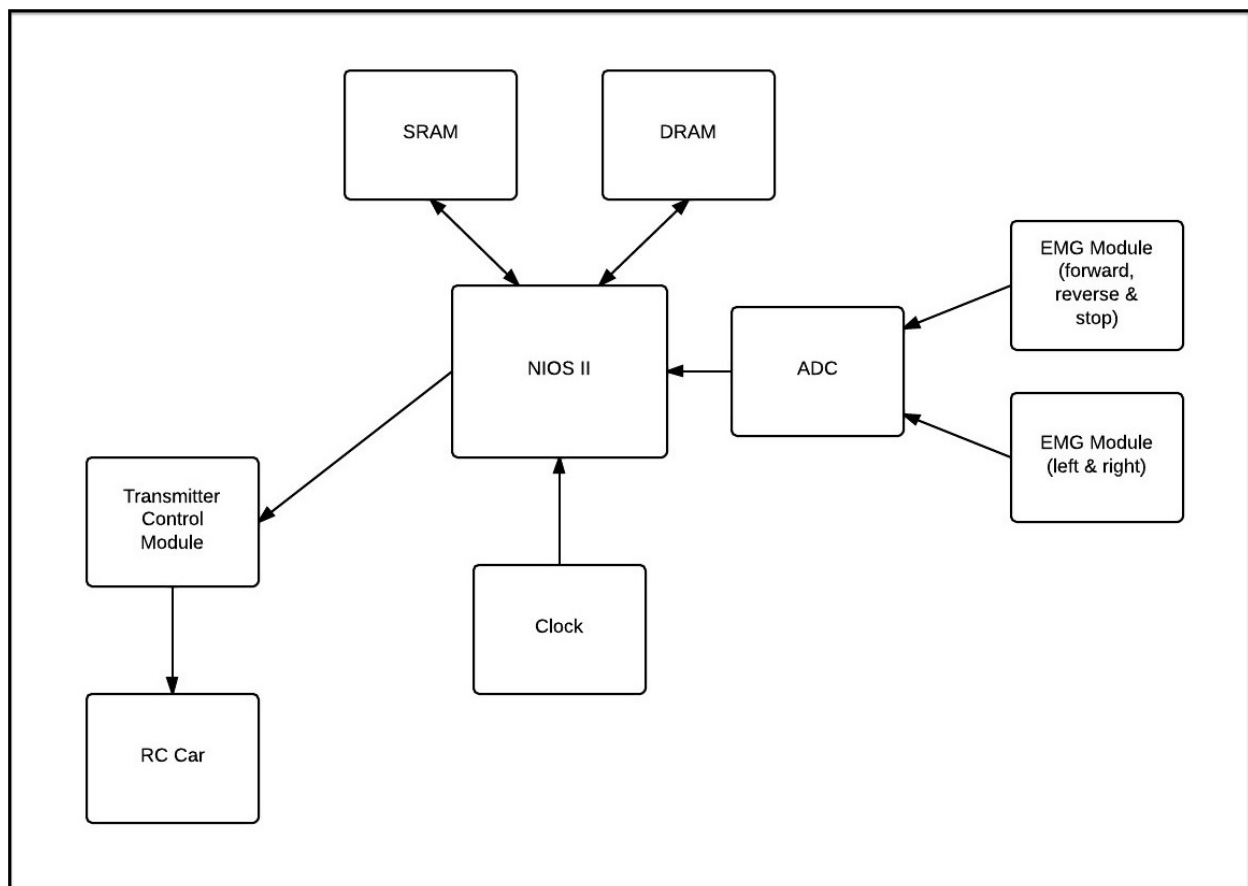 SRAM
DRAM
EMG Module
(forward,
reverse &
stop)
NIOS II
ADC
EMG Module
(left & right)
Transmitter
Control
Module
Clock
RC Car